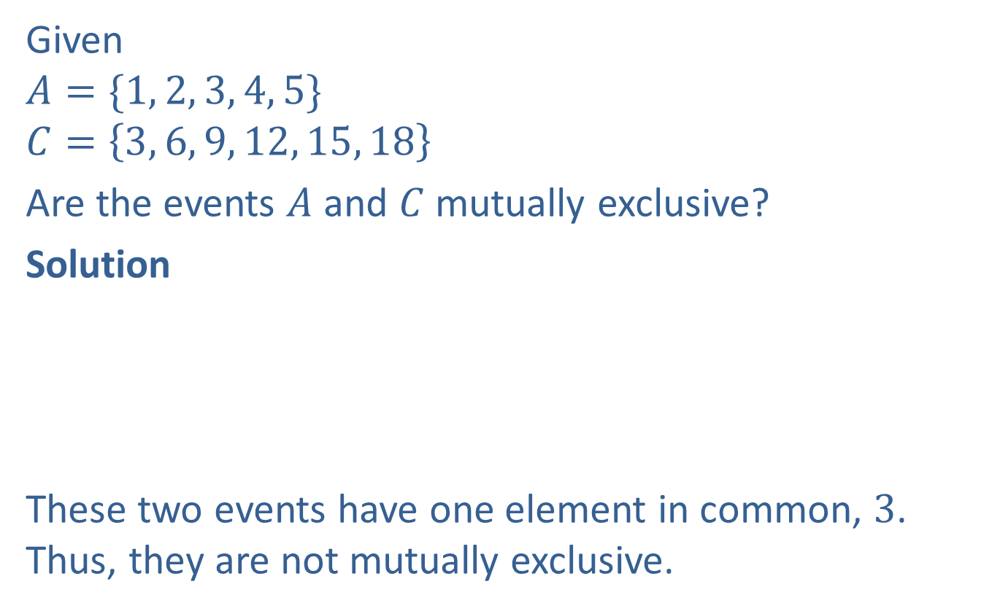 Given
A = {1, 2, 3, 4, 5}
C = {3, 6, 9, 12, 15, 18}
Are the events A and C mutually exclusive?
Solution
These two events have one element in common, 3.
Thus, they are not mutually exclusive.